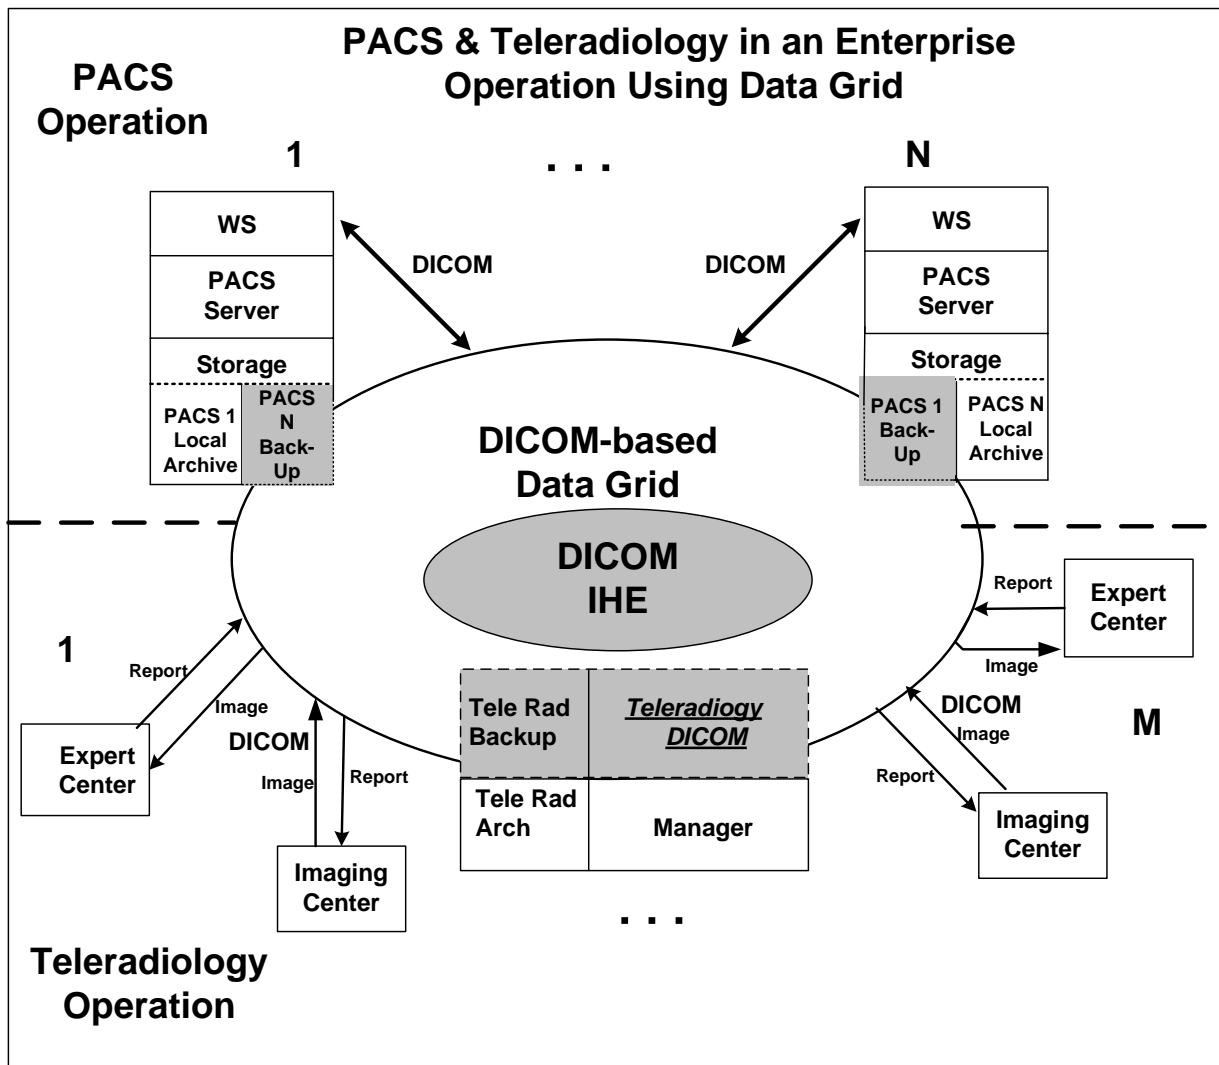 PACS & Teleradiology in an Enterprise
Operation Using Data Grid
PACS
Operation
1
. . .
N
WS
PACS
Server
Storage
PACS 1
Local
Archive
PACS
N
Back-
Up
DICOM
DICOM
WS
PACS
Server
Storage
PACS 1
Back-
Up
PACS N
Local
Archive
DICOM-based
Data Grid
DICOM
IHE
1
Report
Image
Expert
Center
DICOM
Image
Report
Imaging
Center
Tele Rad
Backup
Teleradiogy
DICOM
Tele Rad
Arch
Manager
. . .
Report
Expert
Center
Image
DICOM
Image
M
Report
Imaging
Center
Teleradiology
Operation